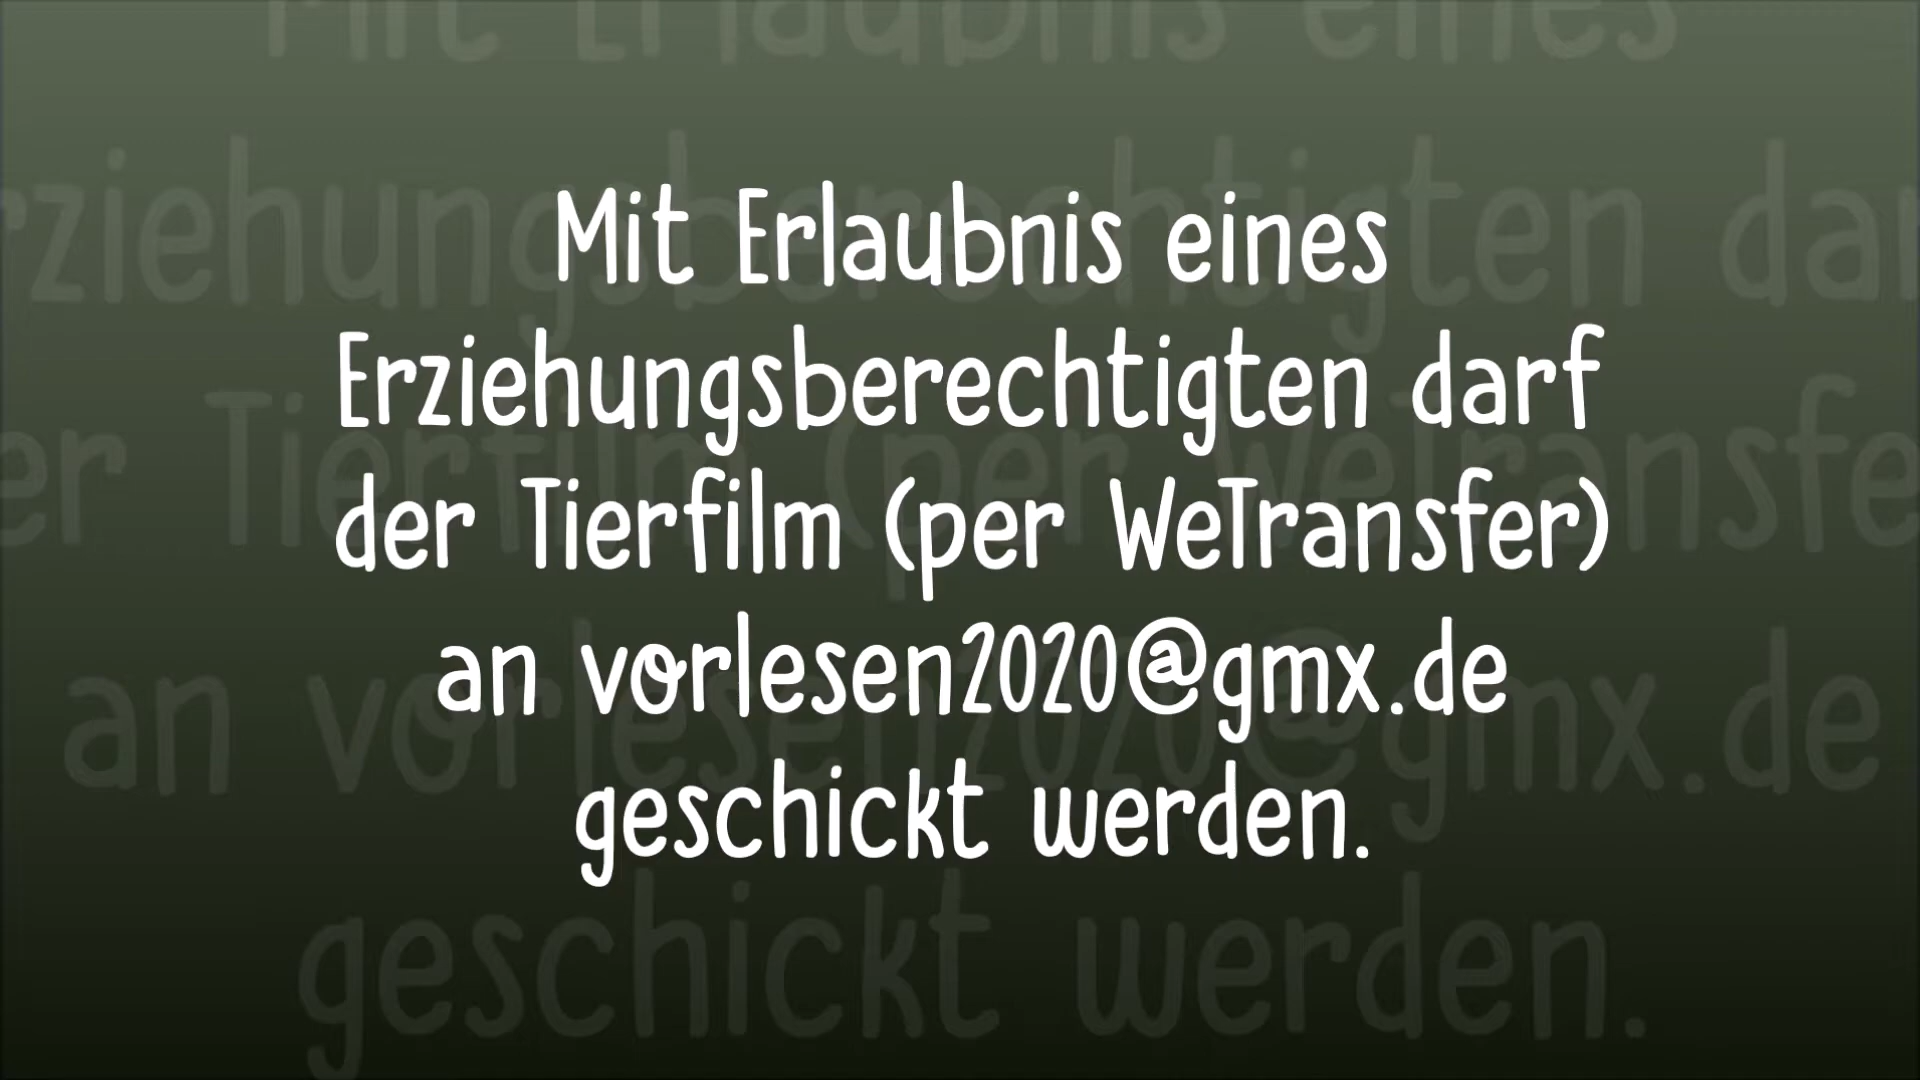 Mit Erlaubnis eines
Erziehungsberechtigten darf
der Tierfilm (per WeTransfer)
an vorlesen2020@gmx.de
geschickt werden.